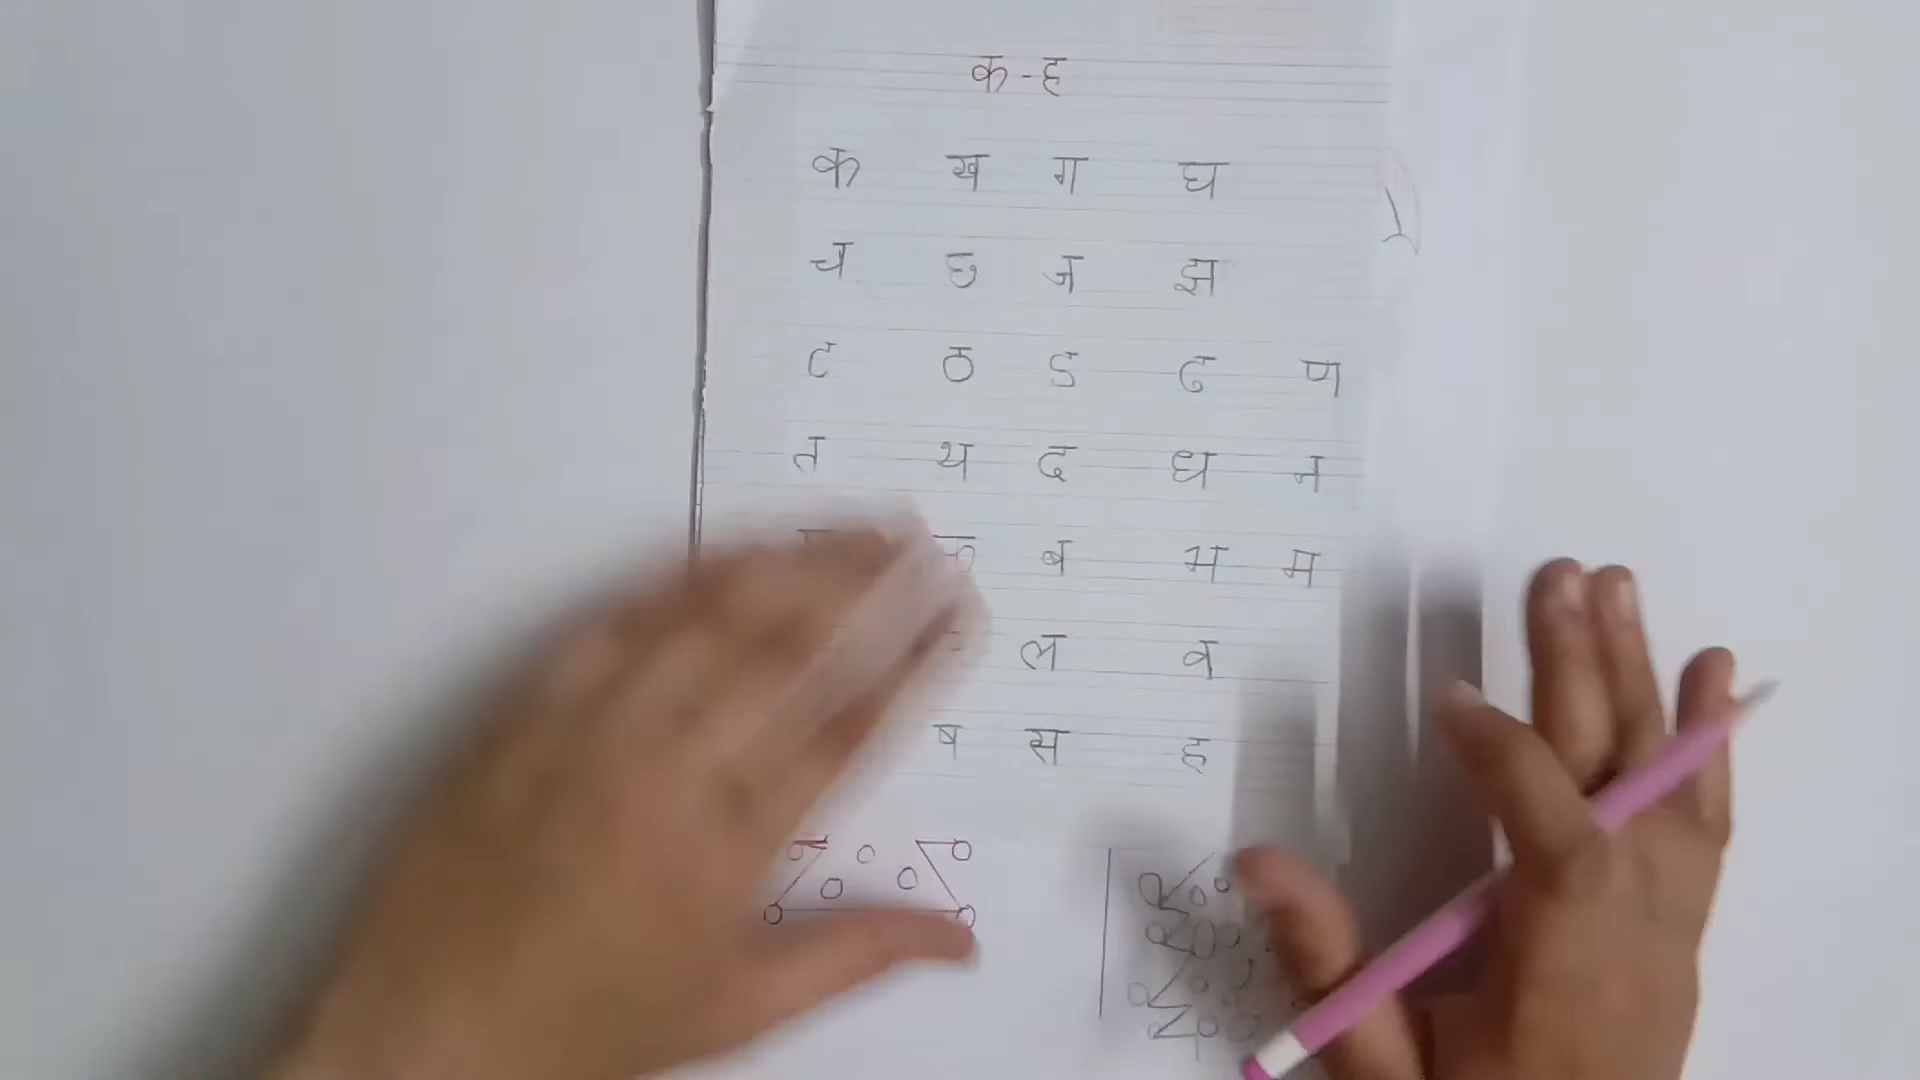 क - ह
क ख ग घ
च छ ज झ
ट ठ ड ढ ण
त थ द ध न
ब भ म
ल व
ष स ह